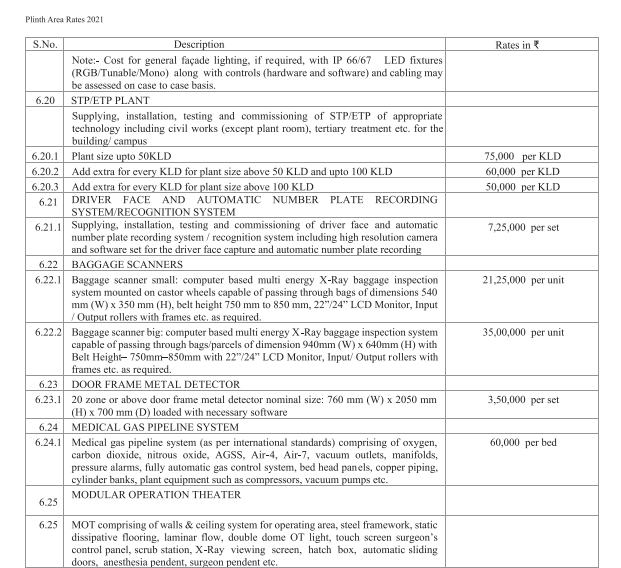 Plinth Area Rates 2021
S.No. Description Rates in ₹
Note:- Cost for general façade lighting, if required, with IP 66/67 LED fixtures
(RGB/Tunable/Mono) along with controls (hardware and software) and cabling may
be assessed on case to case basis.
6.20 STP/ETP PLANT
Supplying, installation, testing and commissioning of STP/ETP of appropriate
technology including civil works (except plant room), tertiary treatment etc. for the
building/ campus
6.20.1 Plant size upto 50KLD 75,000 per KLD
6.20.2 Add extra for every KLD for plant size above 50 KLD and upto 100 KLD 60,000 per KLD
6.20.3 Add extra for every KLD for plant size above 100 KLD 50,000 per KLD
6.21 DRIVER FACE AND AUTOMATIC NUMBER PLATE RECORDING
SYSTEM/RECOGNITION SYSTEM
6.21.1 Supplying, installation, testing and commissioning of driver face and automatic 7,25,000 per set
number plate recording system / recognition system including high resolution camera
and software set for the driver face capture and automatic number plate recording
6.22 BAGGAGE SCANNERS
6.22.1 Baggage scanner small: computer based multi energy X-Ray baggage inspection 21,25,000 per unit
system mounted on castor wheels capable of passing through bags of dimensions 540
mm (W) x 350 mm (H), belt height 750 mm to 850 mm, 22”/24” LCD Monitor, Input
/ Output rollers with frames etc. as required.
6.22.2 Baggage scanner big: computer based multi energy X-Ray baggage inspection system 35,00,000 per unit
capable of passing through bags/parcels of dimension 940mm (W) x 640mm (H) with
Belt Height– 750mm–850mm with 22”/24” LCD Monitor, Input/ Output rollers with
frames etc. as required.
6.23 DOOR FRAME METAL DETECTOR
6.23.1 20 zone or above door frame metal detector nominal size: 760 mm (W) x 2050 mm 3,50,000 per set
(H) x 700 mm (D) loaded with necessary software
6.24 MEDICAL GAS PIPELINE SYSTEM
6.24.1 Medical gas pipeline system (as per international standards) comprising of oxygen, 60,000 per bed
carbon dioxide, nitrous oxide, AGSS, Air-4, Air-7, vacuum outlets, manifolds,
pressure alarms, fully automatic gas control system, bed head panels, copper piping,
cylinder banks, plant equipment such as compressors, vacuum pumps etc.
6.25 MODULAR OPERATION THEATER
6.25 MOT comprising of walls & ceiling system for operating area, steel framework, static
dissipative flooring, laminar flow, double dome OT light, touch screen surgeon’s
control panel, scrub station, X-Ray viewing screen, hatch box, automatic sliding
doors, anesthesia pendent, surgeon pendent etc.